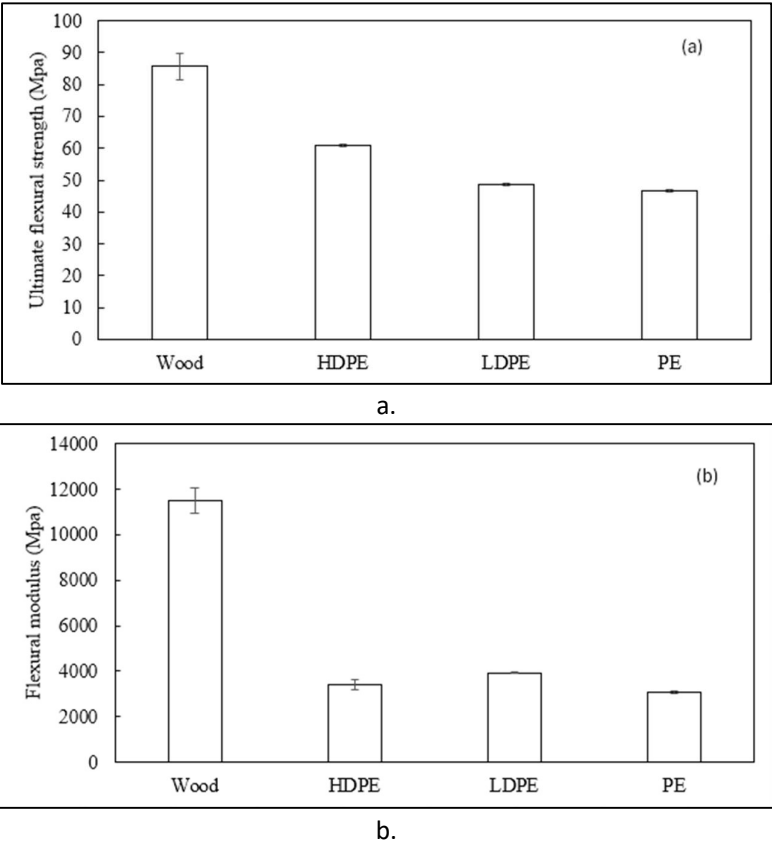 (a)
Ultimate flexural strength (Mpa)
100
90
80
70
60
50
40
30
20
10
0
Wood HDPE LDPE PE
a.
(b)
Flexural modulus (Mpa)
14000
12000
10000
8000
6000
4000
2000
0
Wood HDPE LDPE PE
b.